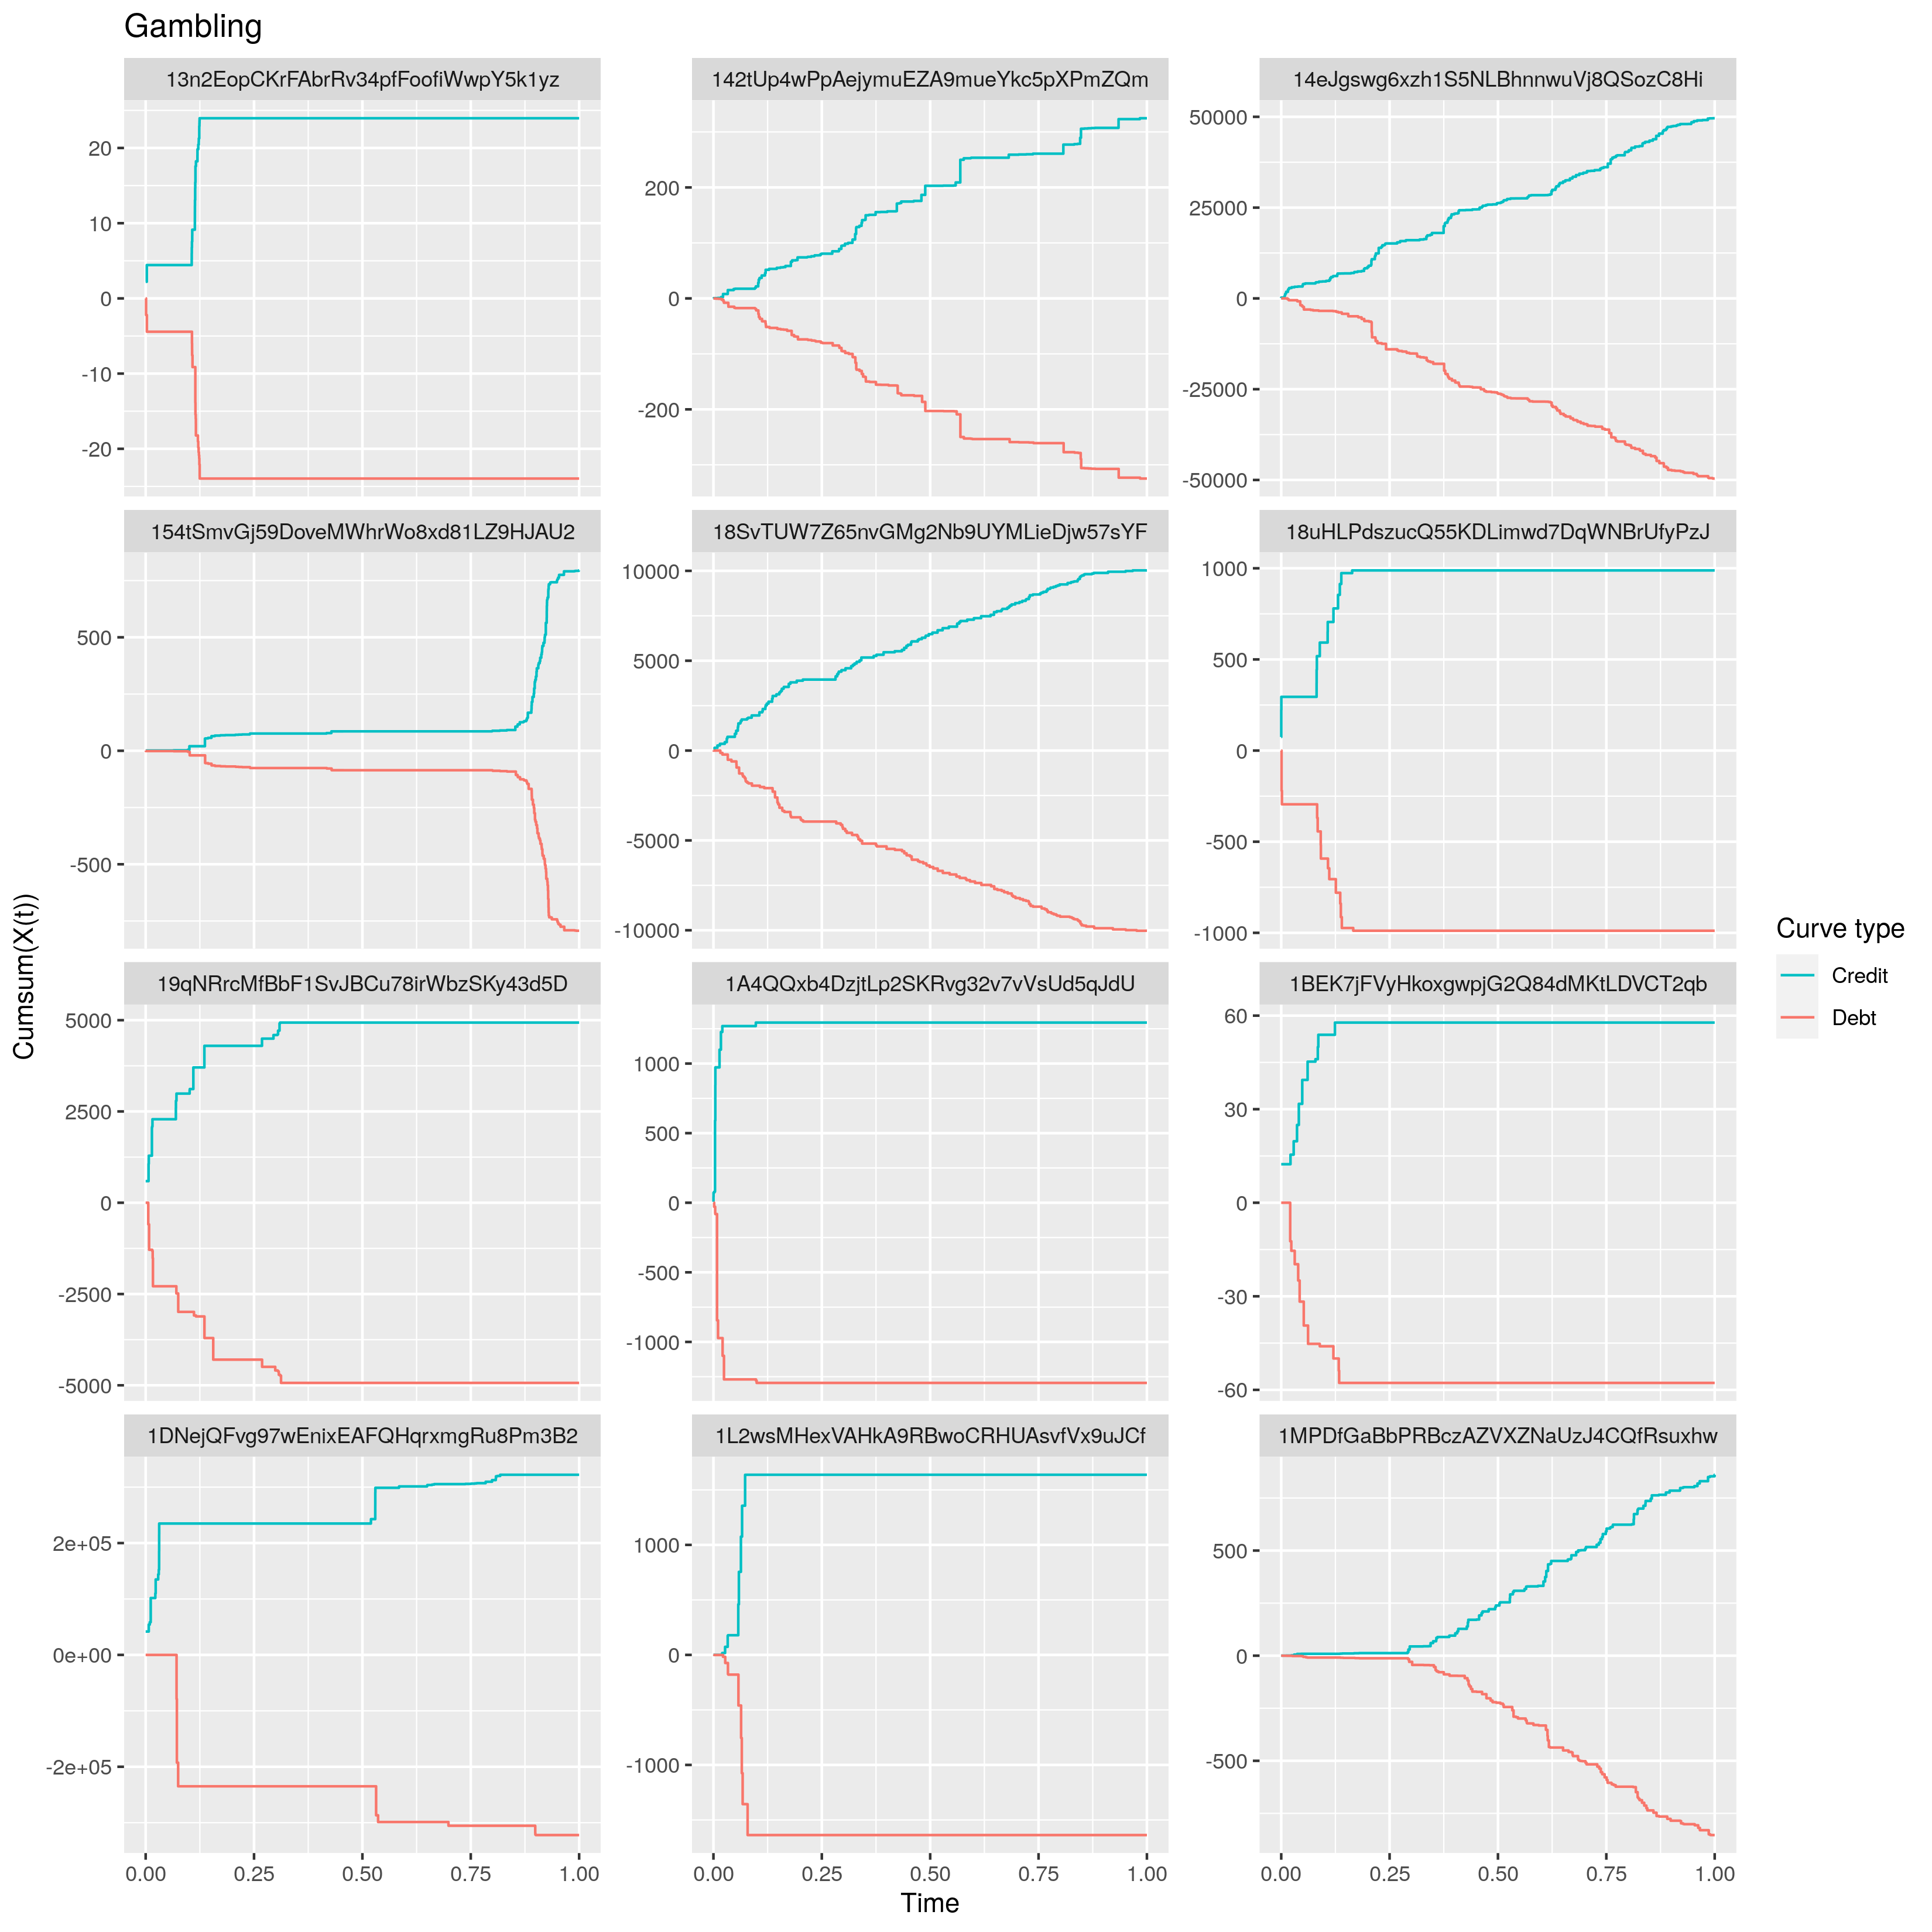 Gambling
13n2EopCKrFAbrRv34pfFoofiWwpY5k1yz
142tUp4wPpAejymuEZA9mueYkc5pXPmZQm
14eJgswg6xzh1S5NLBhnnwuVj8QSozC8Hi
20
10
0
-10
-20
200
0
-200
50000
25000
0
-25000
-50000
154tSmvGj59DoveMWhrWo8xd81LZ9HJAU2
18SvTUW7Z65nvGMg2Nb9UYMLieDjw57sYF
18uHLPdszucQ55KDLimwd7DqWNBrUfyPzJ
500
0
-500
10000
5000
0
-5000
-10000
1000
500
0
-500
-1000
19qNRrcMfBbF1SvJBCu78irWbzSKy43d5D
1A4QQxb4DzjtLp2SKRvg32v7vVsUd5qJdU
1BEK7jFVyHkoxgwpjG2Q84dMKtLDVCT2qb
5000
2500
0
-2500
-5000
1000
500
0
-500
-1000
60
30
0
-30
-60
1DNejQFvg97wEnixEAFQHqrxmgRu8Pm3B2
1L2wsMHexVAHkA9RBwoCRHUAsvfVx9uJCf
1MPDfGaBbPRBczAZVXZNaUzJ4CQfRsuxhw
2e+05
0e+00
-2e+05
1000
0
-1000
500
0
-500
0.00 0.25 0.50 0.75 1.00
0.00 0.25 0.50 0.75 1.00
0.00 0.25 0.50 0.75 1.00
Time
Cumsum(X(t))
Curve type
Credit
Debt